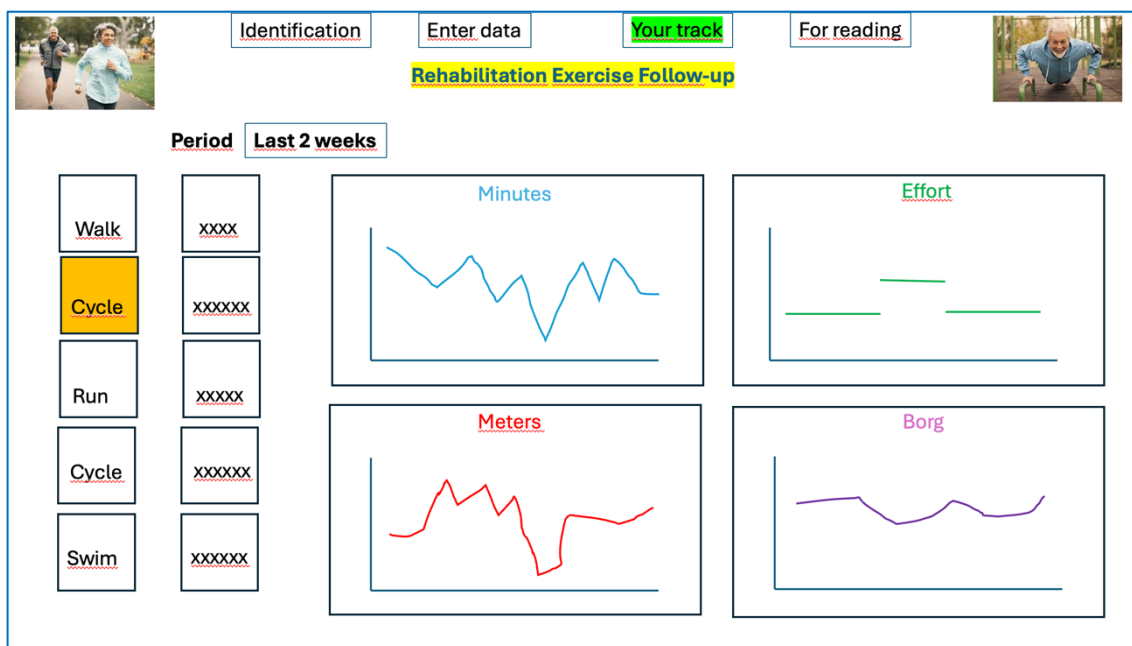 Identification Enter data Your track For reading
Rehabilitation Exercise Follow-up
Period Last 2 weeks
Minutes Effort
Walk xxxx
Cycle xxxxxx
Run xxxxx
Meters Borg
Cycle xxxxxx
Swim xxxxxx